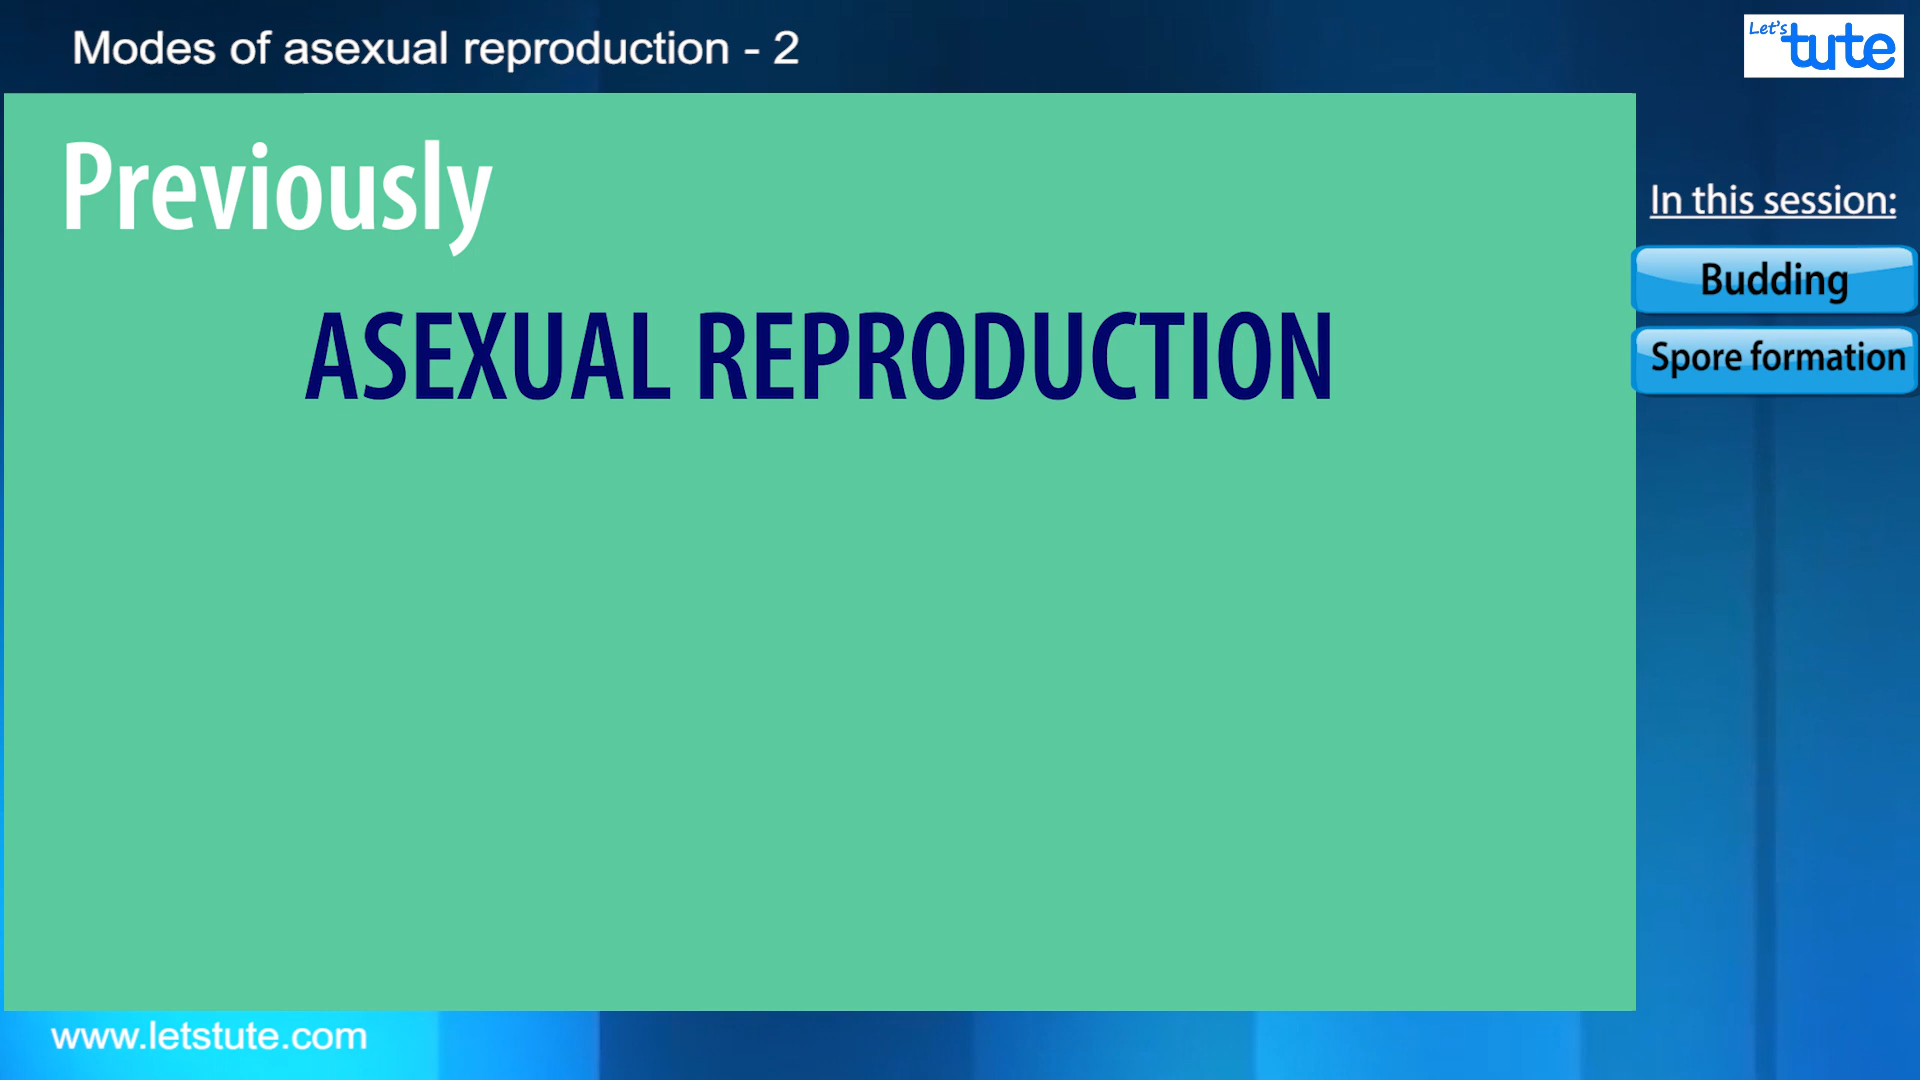 Modes of asexual reproduction - 2
Let's tute
Previously
ASEXUAL REPRODUCTION
In this session:
Budding
Spore formation
www.letstute.com